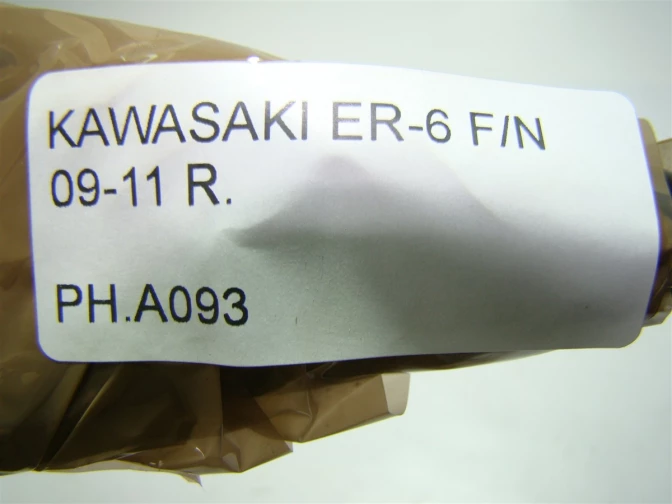 KAWASAKI ER-6 F/N
09-11 R.
PH.A093